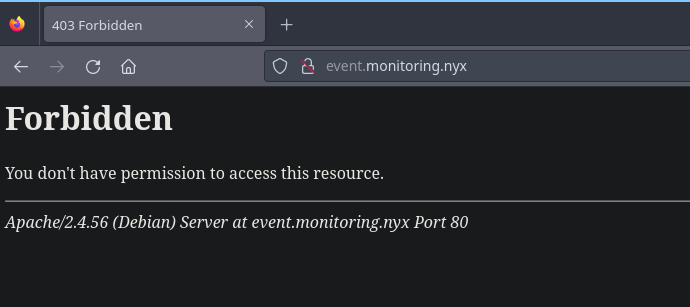 403 Forbidden
event.monitoring.nyx
Forbidden
You don't have permission to access this resource.
Apache/2.4.56 (Debian) Server at event.monitoring.nyx Port 80